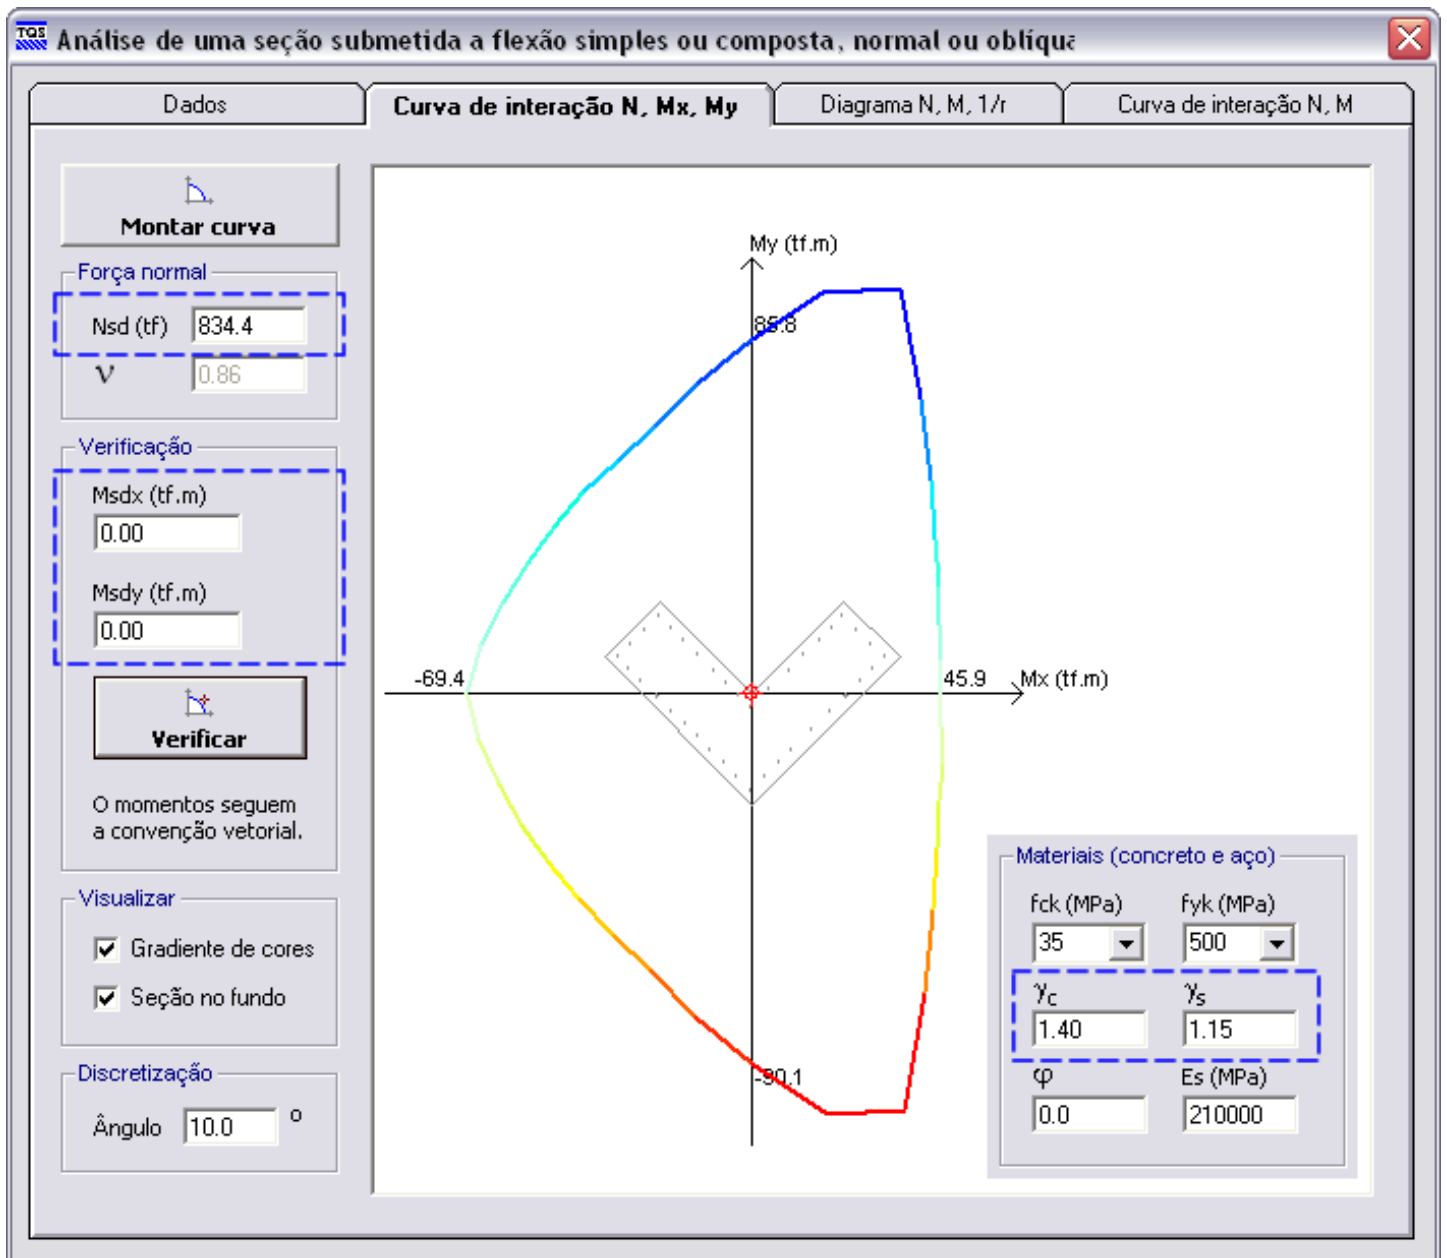 TQS
Análise de uma seção submetida a flexão simples ou composta, normal ou oblíqua
Dados
Curva de interação N, Mx, My
Diagrama N, M, 1/r
Curva de interação N, M
Montar curva
Força normal
Nsd (tf) 834.4
ν 0.86
Verificação
Msdx (tf.m)
0.00
Msdy (tf.m)
0.00
Verificar
O momentos seguem
a convenção vetorial.
Visualizar
Gradiente de cores
Seção no fundo
Discretização
Ângulo 10.0 o
My (tf.m)
85.8
-69.4
45.9
Mx (tf.m)
-90.1
Materiais (concreto e aço)
fck (MPa) fyk (MPa)
35 500
γc γs
1.40 1.15
φ Es (MPa)
0.0 210000